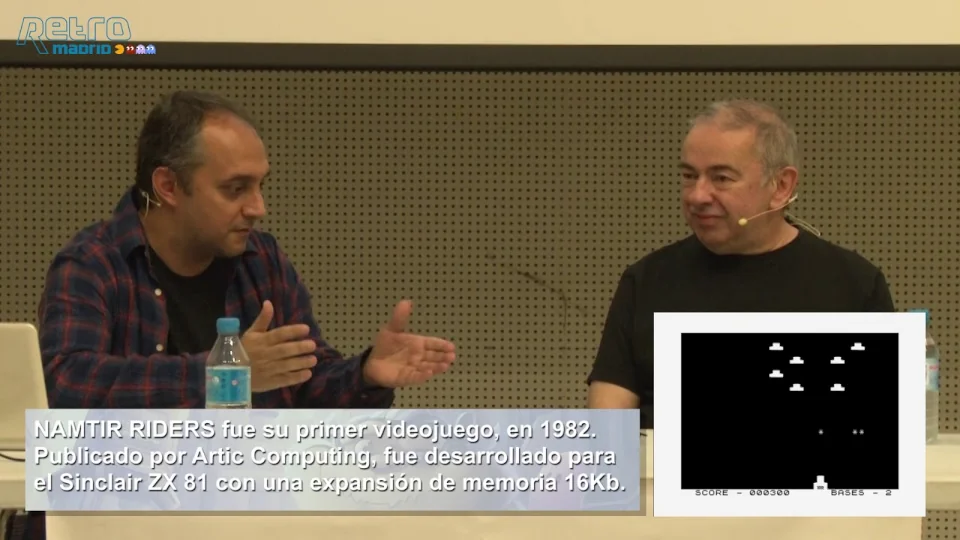 Retro
madrid
NAMTIR RIDERS fue su primer videojuego, en 1982.
Publicado por Artic Computing, fue desarrollado para
el Sinclair ZX 81 con una expansión de memoria 16Kb.
SCORE - 000300 BASES - 2